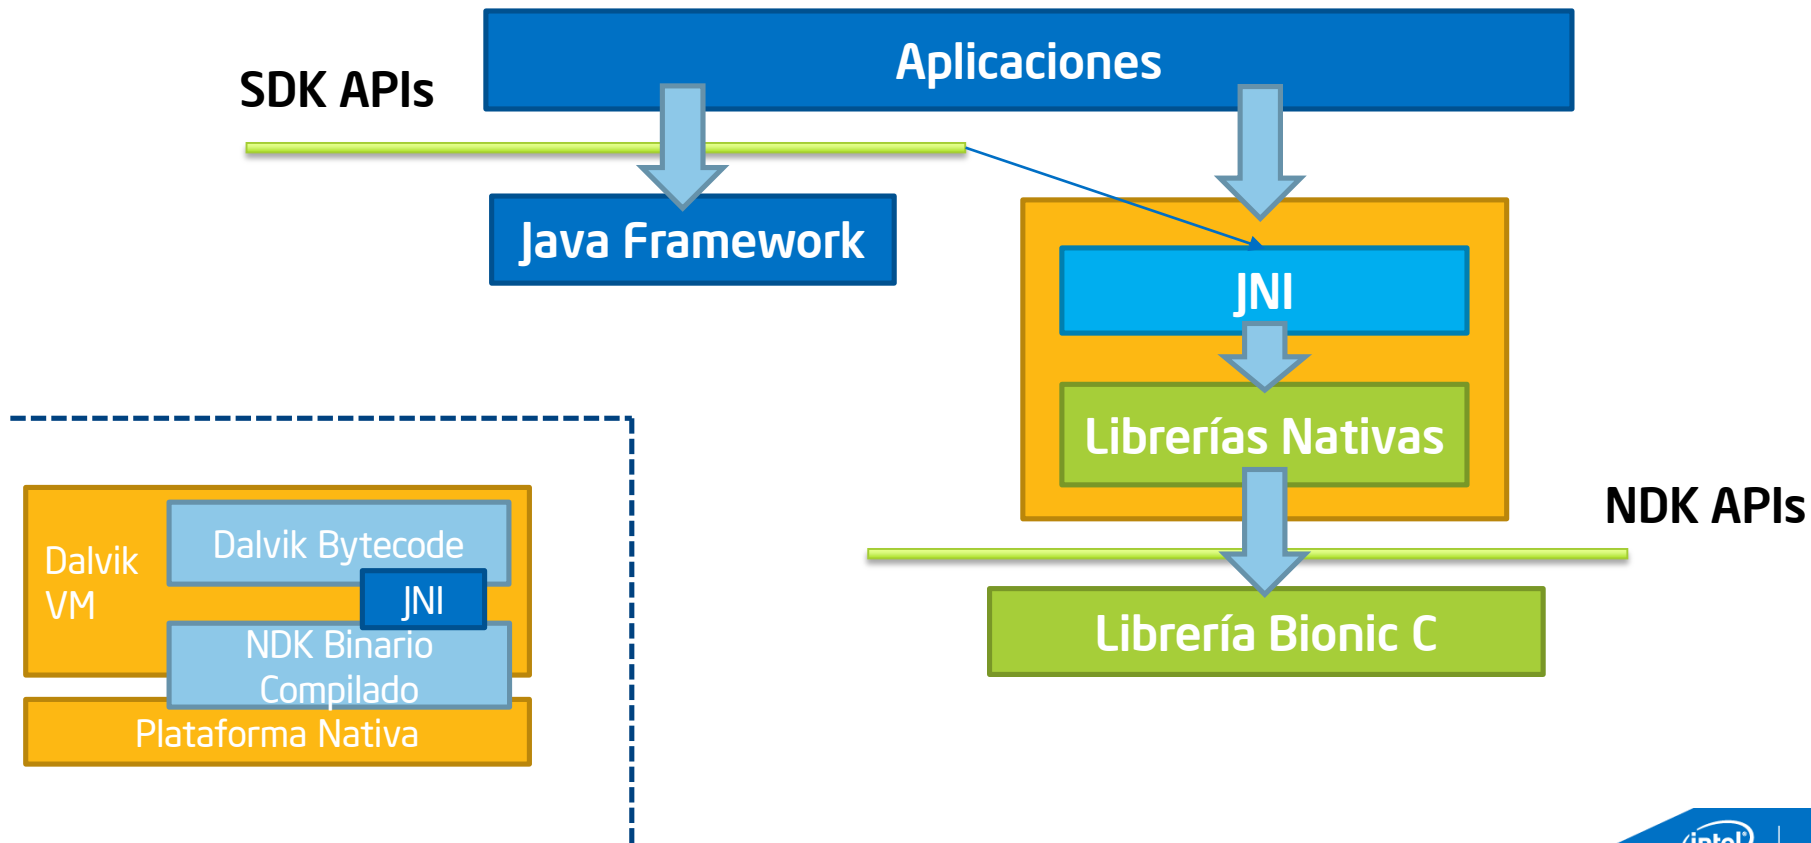 Aplicaciones
SDK APIs
Java Framework
JNI
Librerías Nativas
NDK APIs
Librería Bionic C
Dalvik
VM
Dalvik Bytecode
JNI
NDK Binario
Compilado
Plataforma Nativa
intel